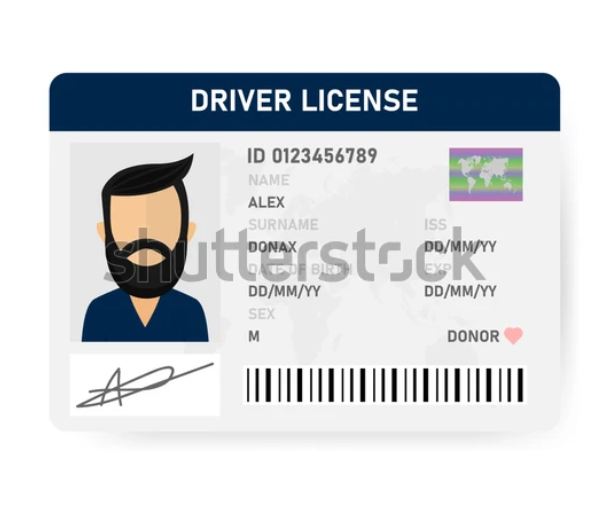 DRIVER LICENSE
ID 0123456789
NAME
ALEX
SURNAME ISS
DONAX DD/MM/YY
DATE OF BIRTH EXP
DD/MM/YY DD/MM/YY
SEX
M DONOR
shutterstock